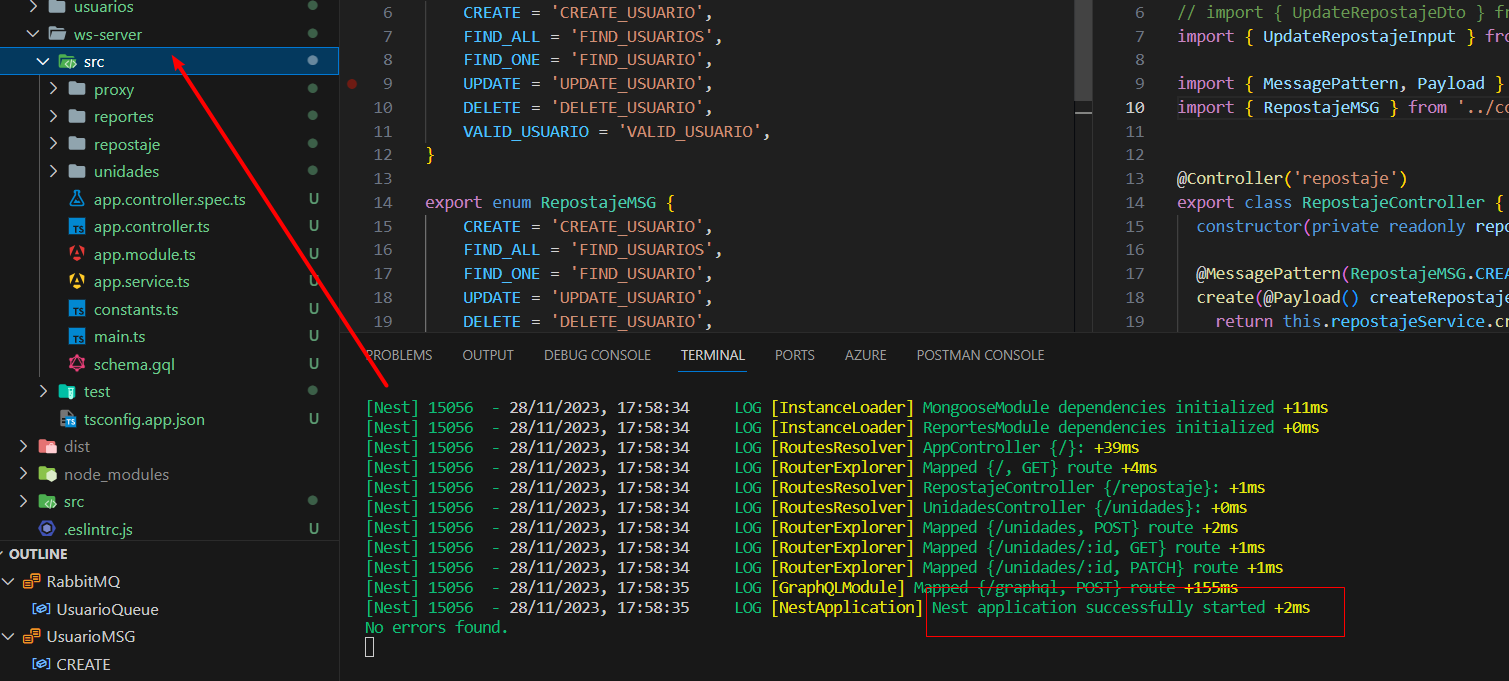 usuarios
ws-server
src
proxy
reportes
repostaje
unidades
app.controller.spec.ts U
app.controller.ts U
app.module.ts U
app.service.ts U
constants.ts U
main.ts U
schema.gql U
test
tsconfig.app.json U
dist
node_modules
src
.eslintrc.js U
OUTLINE
RabbitMQ
UsuarioQueue
UsuarioMSG
CREATE
6 CREATE = 'CREATE_USUARIO',
7 FIND_ALL = 'FIND_USUARIOS',
8 FIND_ONE = 'FIND_USUARIO',
9 UPDATE = 'UPDATE_USUARIO',
10 DELETE = 'DELETE_USUARIO',
11 VALID_USUARIO = 'VALID_USUARIO',
12 }
13
14 export enum RepostajeMSG {
15 CREATE = 'CREATE_USUARIO',
16 FIND_ALL = 'FIND_USUARIOS',
17 FIND_ONE = 'FIND_USUARIO',
18 UPDATE = 'UPDATE_USUARIO',
19 DELETE = 'DELETE_USUARIO',
6 // import { UpdateRepostajeDto } fr
7 import { UpdateRepostajeInput } fro
8
9 import { MessagePattern, Payload }
10 import { RepostajeMSG } from '../co
11
12
13 @Controller('repostaje')
14 export class RepostajeController {
15 constructor(private readonly repo
16
17 @MessagePattern(RepostajeMSG.CREA
18 create(@Payload() createRepostaje
19 return this.repostajeService.cr
PROBLEMS OUTPUT DEBUG CONSOLE TERMINAL PORTS AZURE POSTMAN CONSOLE
[Nest] 15056 - 28/11/2023, 17:58:34 LOG [InstanceLoader] MongooseModule dependencies initialized +11ms
[Nest] 15056 - 28/11/2023, 17:58:34 LOG [InstanceLoader] ReportesModule dependencies initialized +0ms
[Nest] 15056 - 28/11/2023, 17:58:34 LOG [RoutesResolver] AppController {/}: +39ms
[Nest] 15056 - 28/11/2023, 17:58:34 LOG [RouterExplorer] Mapped {/, GET} route +4ms
[Nest] 15056 - 28/11/2023, 17:58:34 LOG [RoutesResolver] RepostajeController {/repostaje}: +1ms
[Nest] 15056 - 28/11/2023, 17:58:34 LOG [RoutesResolver] UnidadesController {/unidades}: +0ms
[Nest] 15056 - 28/11/2023, 17:58:34 LOG [RouterExplorer] Mapped {/unidades, POST} route +2ms
[Nest] 15056 - 28/11/2023, 17:58:34 LOG [RouterExplorer] Mapped {/unidades/:id, GET} route +1ms
[Nest] 15056 - 28/11/2023, 17:58:34 LOG [RouterExplorer] Mapped {/unidades/:id, PATCH} route +1ms
[Nest] 15056 - 28/11/2023, 17:58:35 LOG [GraphQLModule] Mapped {/graphql, POST} route +155ms
[Nest] 15056 - 28/11/2023, 17:58:35 LOG [NestApplication] Nest application successfully started +2ms
No errors found.